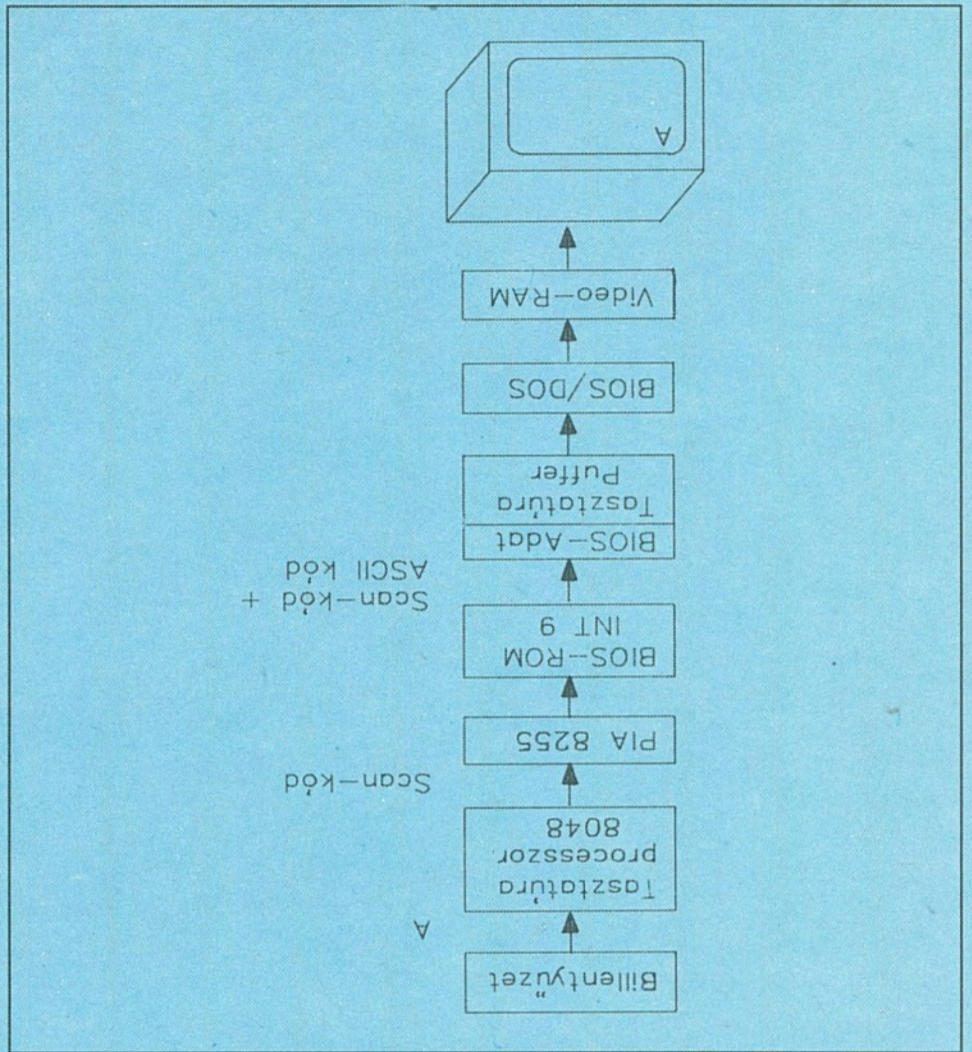 Billentyűzet
A
Tasztatúra
processzor
8048
Scan-kód
PIA 8255
BIOS-ROM
INT 9
Scan-kód +
ASCII kód
BIOS-Adat
Tasztatúra
Puffer
BIOS/DOS
Video-RAM
A